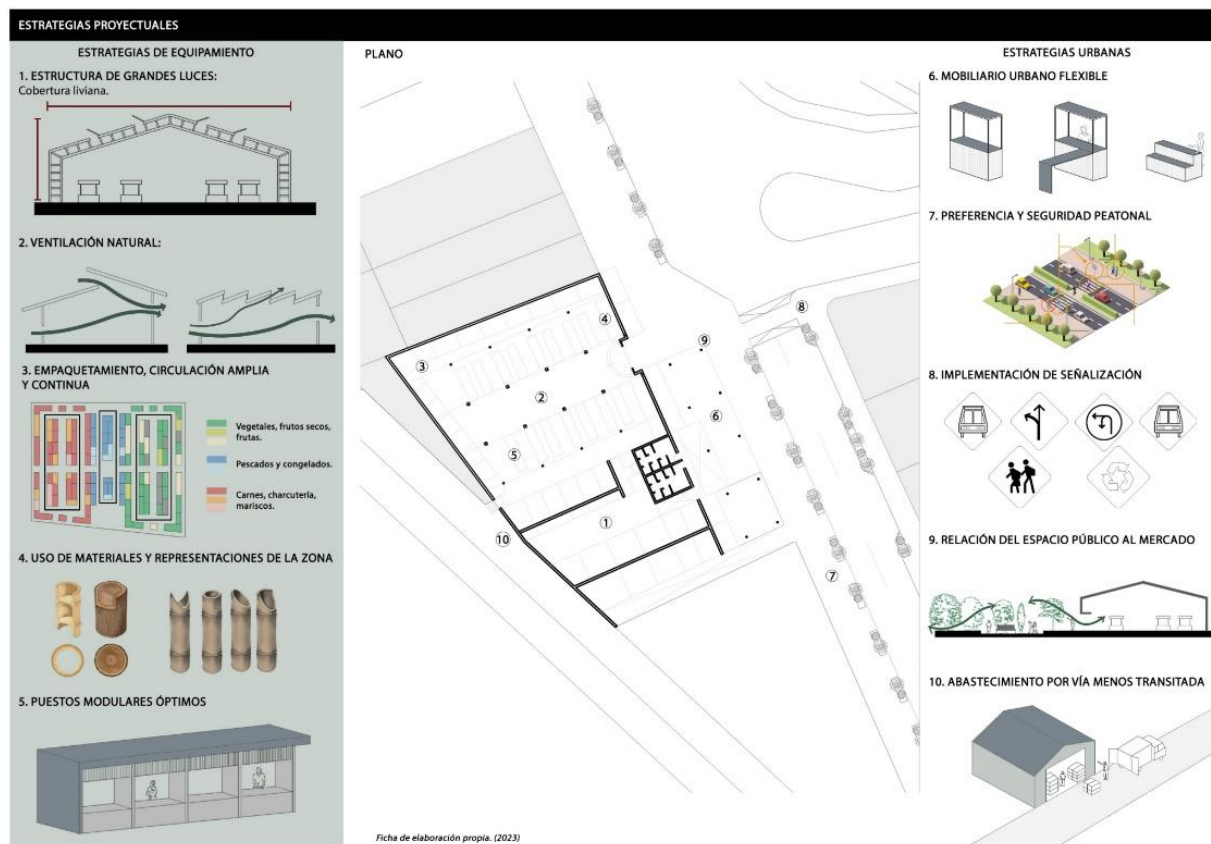 ESTRATEGIAS PROYECTUALES
ESTRATEGIAS DE EQUIPAMIENTO
1. ESTRUCTURA DE GRANDES LUCES:
Cobertura liviana.
2. VENTILACIÓN NATURAL:
3. EMPAQUETAMIENTO, CIRCULACIÓN AMPLIA
Y CONTINUA
Vegetales, frutos secos,
frutas.
Pescados y congelados.
Carnes, charcutería,
mariscos.
4. USO DE MATERIALES Y REPRESENTACIONES DE LA ZONA
5. PUESTOS MODULARES ÓPTIMOS
PLANO
4
3
2
5
1
10
8
9
6
7
Ficha de elaboración propia. (2023)
ESTRATEGIAS URBANAS
6. MOBILIARIO URBANO FLEXIBLE
7. PREFERENCIA Y SEGURIDAD PEATONAL
8. IMPLEMENTACIÓN DE SEÑALIZACIÓN
9. RELACIÓN DEL ESPACIO PÚBLICO AL MERCADO
10. ABASTECIMIENTO POR VÍA MENOS TRANSITADA